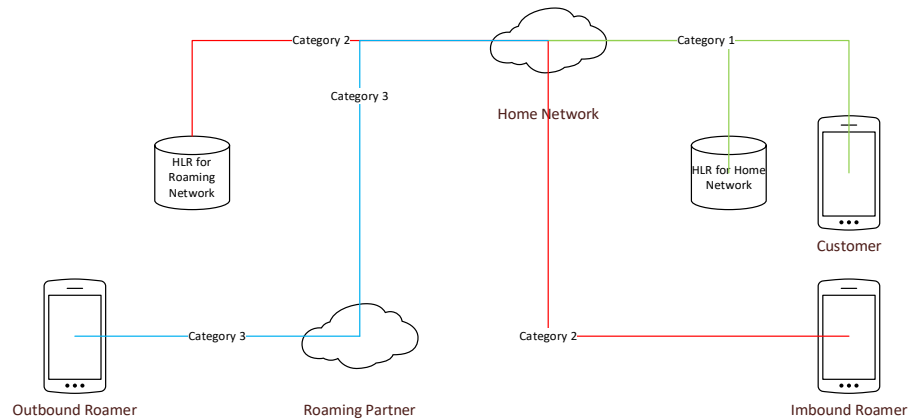 Category 2
Category 1
Category 3
Home Network
HLR for
Roaming
Network
HLR for Home
Network
Customer
Category 3
Category 2
Outbound Roamer
Roaming Partner
Imbound Roamer